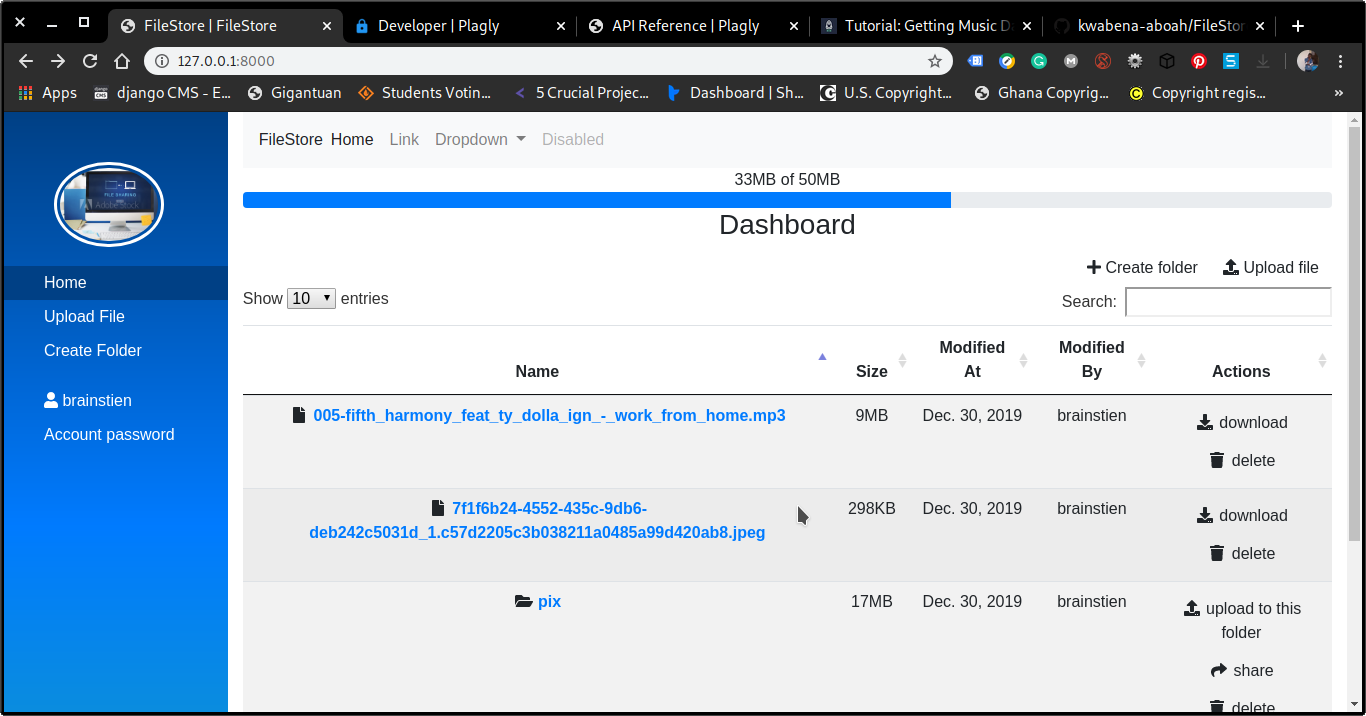 FileStore | FileStore
Developer | Plagly
API Reference | Plagly
Tutorial: Getting Music D
kwabena-aboah/FileStor
127.0.0.1:8000
Apps
django CMS - E...
Gigantuan
Students Votin...
5 Crucial Projec...
Dashboard | Sh...
U.S. Copyright...
Ghana Copyrig...
Copyright regis...
»
FileStore Home Link Dropdown Disabled
33MB of 50MB
Dashboard
Create folder
Upload file
Show 10 entries
Search:
Home
Upload File
Create Folder
brainstien
Account password
Name
Size
Modified
At
Modified
By
Actions
005-fifth_harmony_feat_ty_dolla_ign_-_work_from_home.mp3
9MB
Dec. 30, 2019
brainstien
download
delete
7f1f6b24-4552-435c-9db6-
deb242c5031d_1.c57d2205c3b038211a0485a99d420ab8.jpeg
298KB
Dec. 30, 2019
brainstien
download
delete
pix
17MB
Dec. 30, 2019
brainstien
upload to this
folder
share
delete